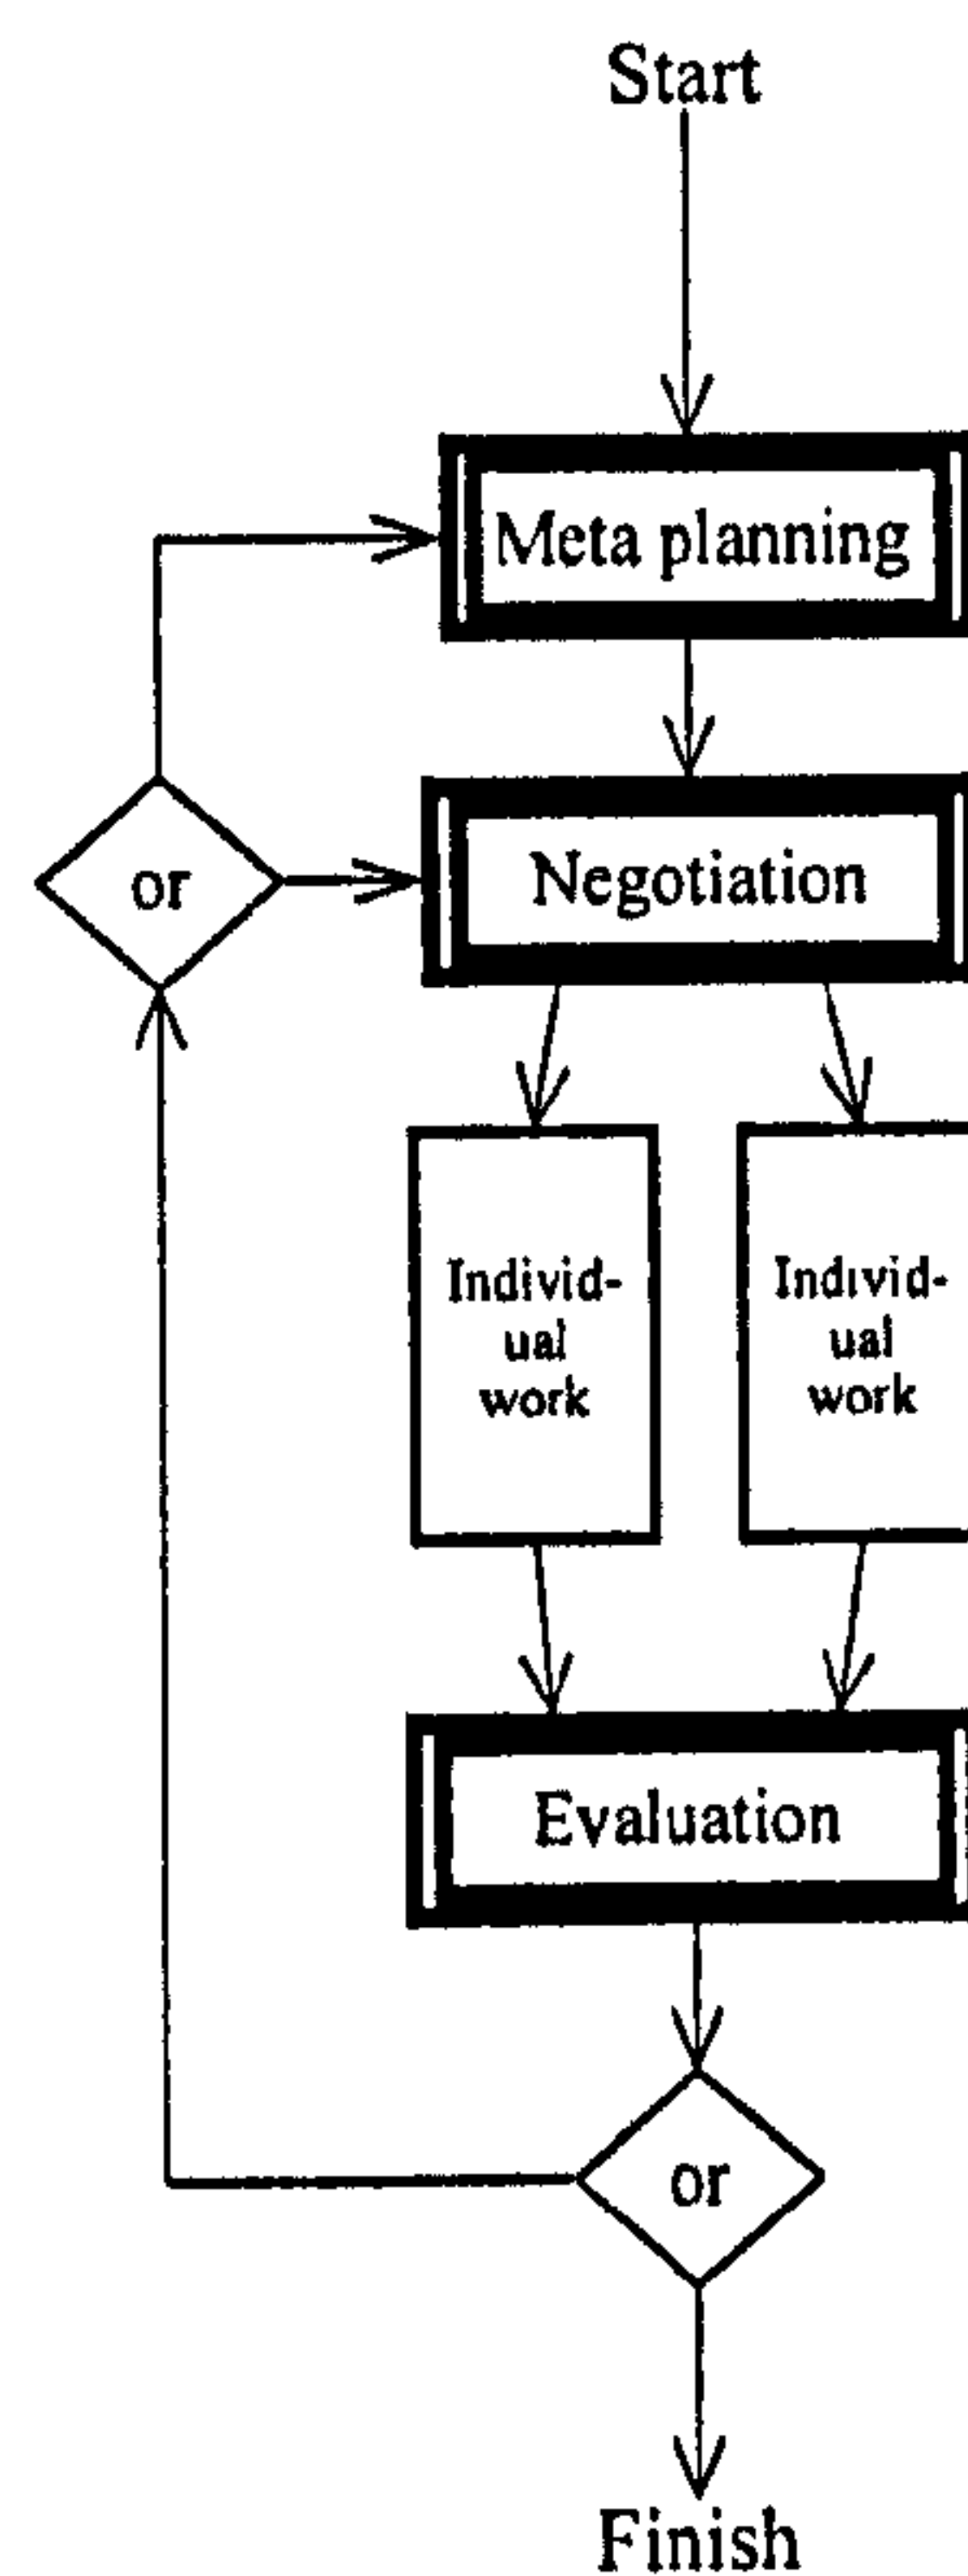 Start
Meta planning
or
Negotiation
Individ-
ual
work
Individ-
ual
work
Evaluation
or
Finish